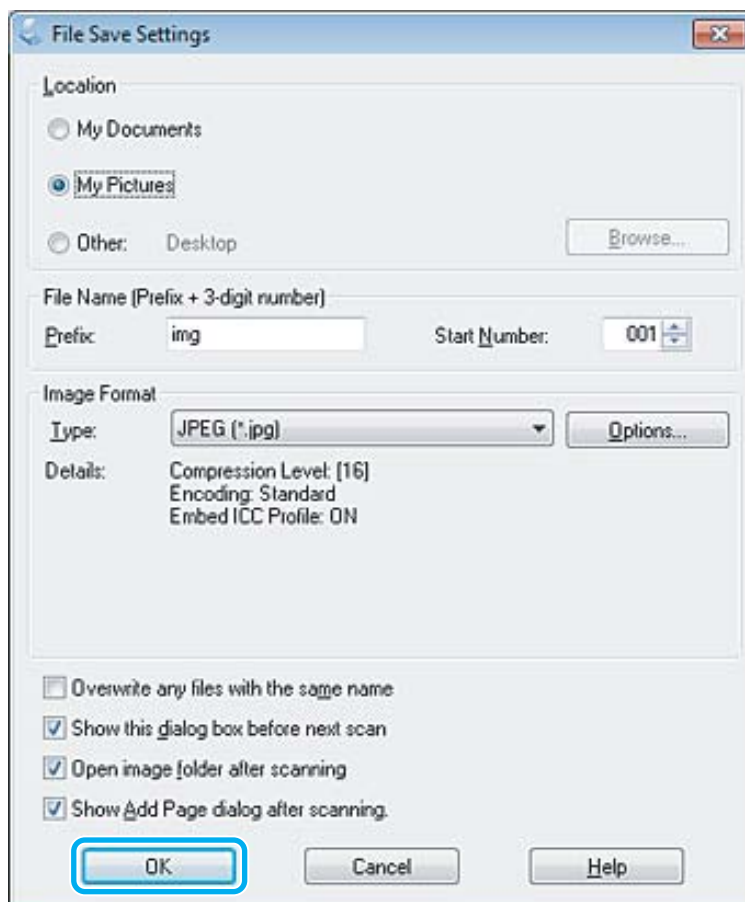 File Save Settings
Location
My Documents
My Pictures
Other: Desktop Browse...
File Name (Prefix + 3-digit number)
Prefix: img Start Number: 001
Image Format
Type: JPEG (*.jpg) Options...
Details: Compression Level: [16]
Encoding: Standard
Embed ICC Profile: ON
Overwrite any files with the same name
Show this dialog box before next scan
Open image folder after scanning
Show Add Page dialog after scanning.
OK Cancel Help